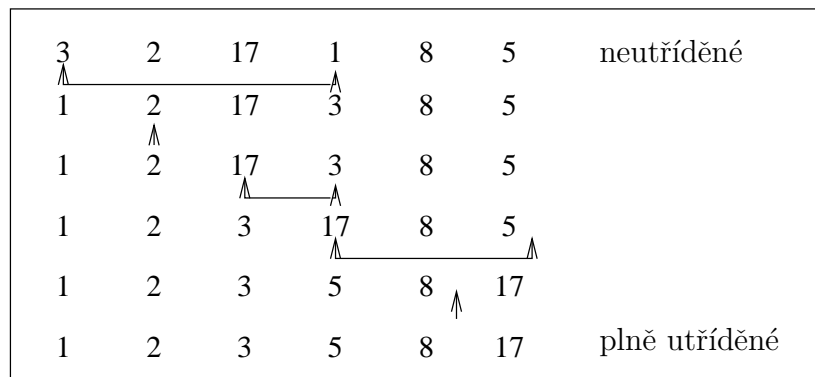 3 2 17 1 8 5 neutříděné
1 2 17 3 8 5
1 2 17 3 8 5
1 2 3 17 8 5
1 2 3 5 8 17
1 2 3 5 8 17 plně utříděné